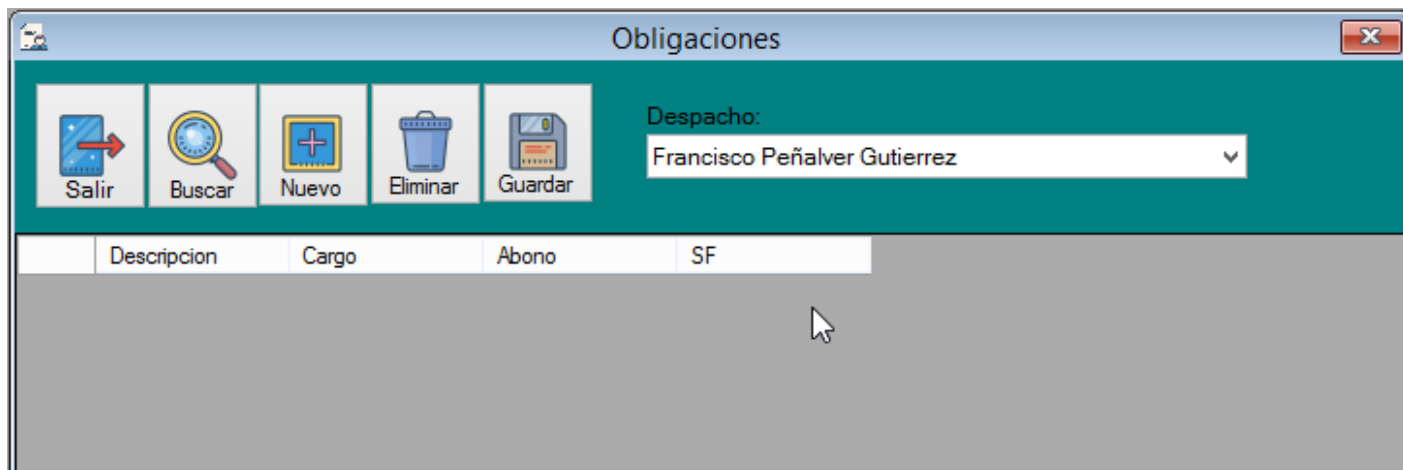 Obligaciones
Despacho:
Francisco Peñalver Gutierrez
Salir Buscar Nuevo Eliminar Guardar
Descripcion Cargo Abono SF